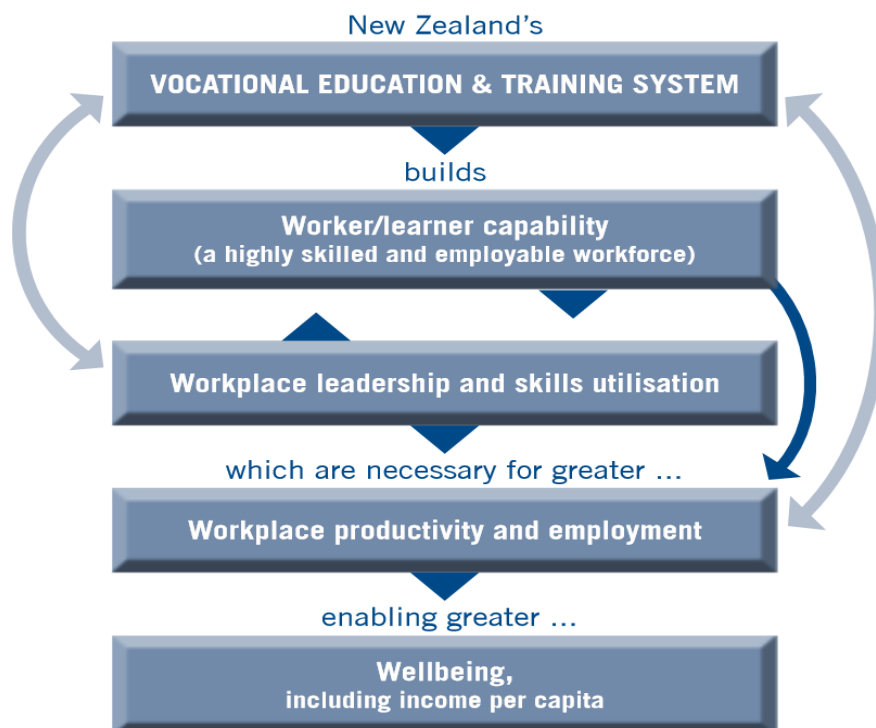 New Zealand's
VOCATIONAL EDUCATION & TRAINING SYSTEM
builds
Worker/learner capability
(a highly skilled and employable workforce)
Workplace leadership and skills utilisation
which are necessary for greater ...
Workplace productivity and employment
enabling greater ...
Wellbeing,
including income per capita